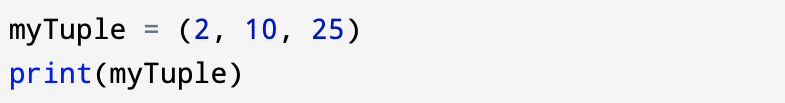 myTuple = (2, 10, 25)
print(myTuple)